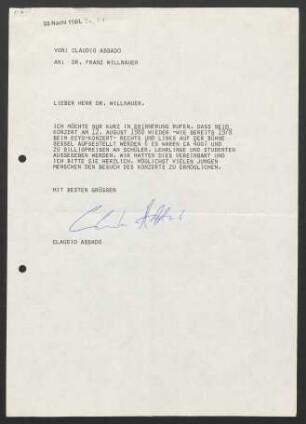 VON: CLAUDIO ABBADO
AN: DR. FRANZ WILLNAUER
LIEBER HERR DR. WILLNAUER,
ICH MÖCHTE NUR KURZ IN ERINNERUNG RUFEN, DASS BEIM
KONZERT AM 12. AUGUST 1988 WIEDER -WIE BEREITS
BEIM ECYO-KONZERT- RECHTS UND LINKS AUF DER BÜHNE
SESSEL AUFGESTELLT WERDEN ( ES WAREN CA 400) UND
ZU BILLIGPREISEN AN SCHÜLER, LEHRLINGE UND STUDENTEN
AUSGEGEBEN WERDEN. WIR HATTEN DIES VEREINBART UND
ICH BITTE SIE HERZLICH, MÖGLICHST VIELEN JUNGEN
MENSCHEN DEN BESUCH DES KONZERTS ZU ERMÖGLICHEN.
MIT BESTEN GRÜSSEN
CLAUDIO ABBADO